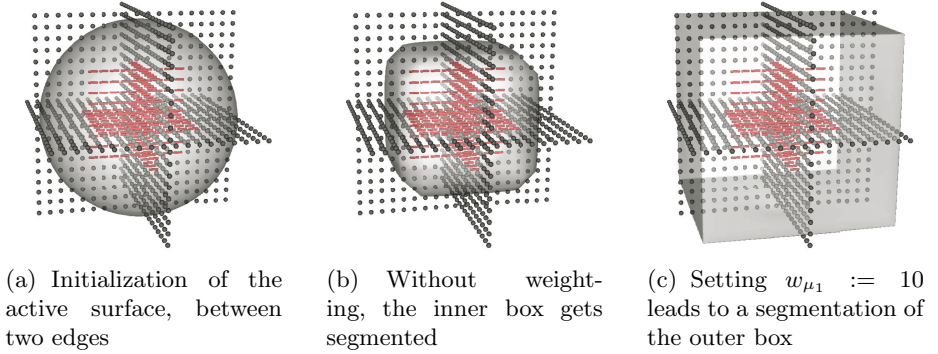 (a) Initialization of the
active surface, between
two edges
(b) Without weight-
ing, the inner box gets
segmented
(c) Setting w_{μ_1} := 10
leads to a segmentation of
the outer box